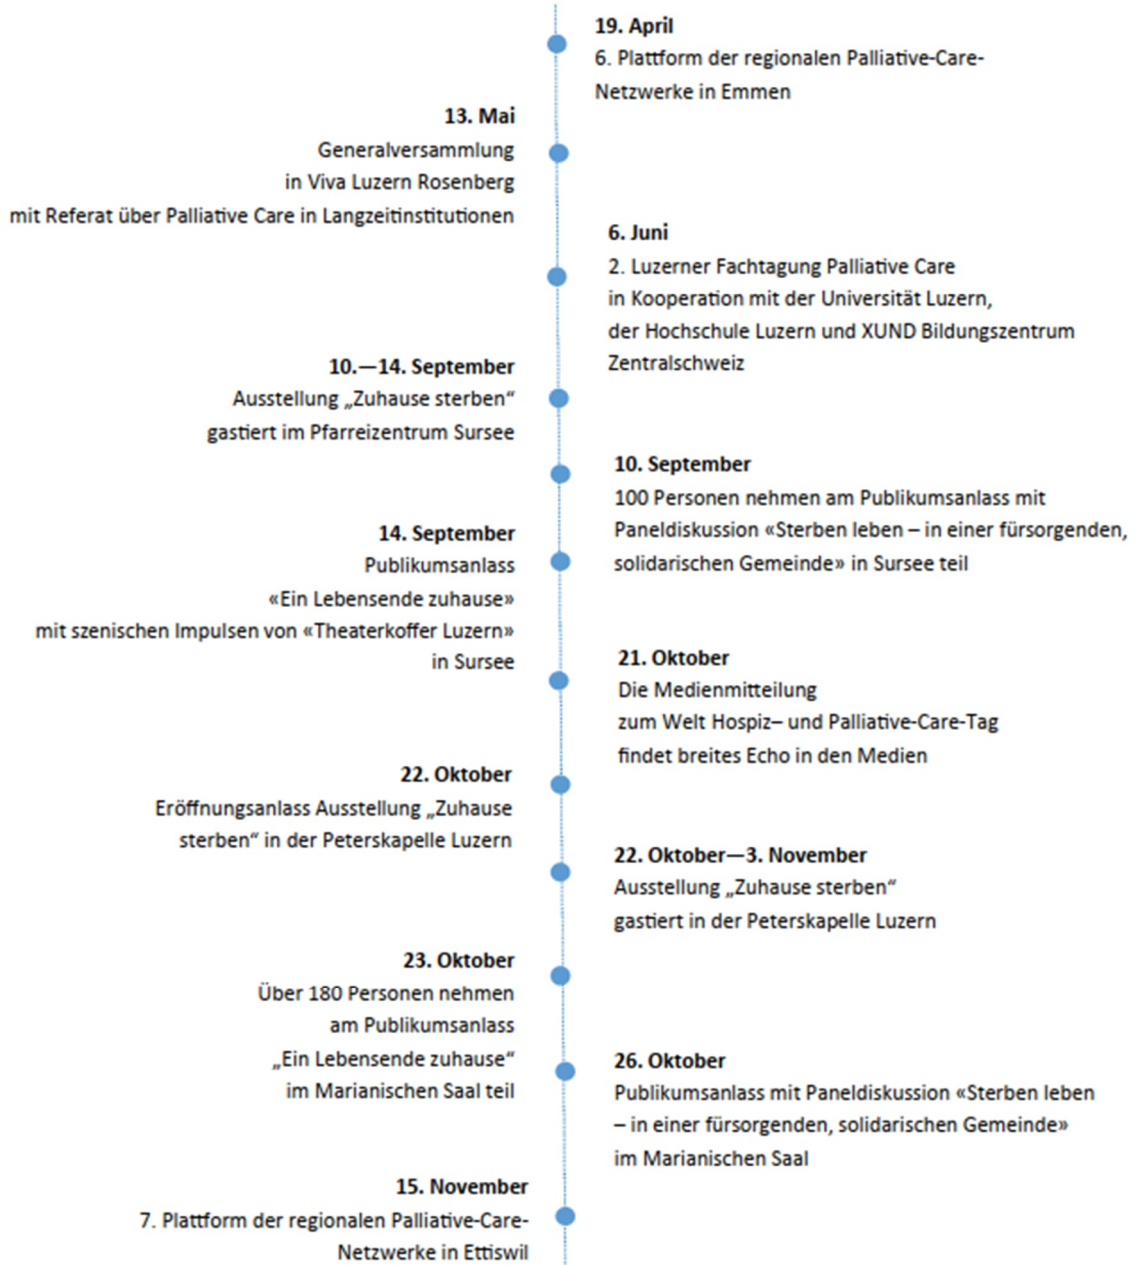 19. April
6. Plattform der regionalen Palliative-Care-
Netzwerke in Emmen
13. Mai
Generalversammlung
in Viva Luzern Rosenberg
mit Referat über Palliative Care in Langzeitinstitutionen
6. Juni
2. Luzerner Fachtagung Palliative Care
in Kooperation mit der Universität Luzern,
der Hochschule Luzern und XUND Bildungszentrum
Zentralschweiz
10.—14. September
Ausstellung „Zuhause sterben“
gastiert im Pfarreizentrum Sursee
10. September
100 Personen nehmen am Publikumsanlass mit
Paneldiskussion «Sterben leben – in einer fürsorgenden,
solidarischen Gemeinde» in Sursee teil
14. September
Publikumsanlass
«Ein Lebensende zuhause»
mit szenischen Impulsen von «Theaterkoffer Luzern»
in Sursee
21. Oktober
Die Medienmitteilung
zum Welt Hospiz– und Palliative-Care-Tag
findet breites Echo in den Medien
22. Oktober
Eröffnungsanlass Ausstellung „Zuhause
sterben“ in der Peterskapelle Luzern
22. Oktober—3. November
Ausstellung „Zuhause sterben“
gastiert in der Peterskapelle Luzern
23. Oktober
Über 180 Personen nehmen
am Publikumsanlass
„Ein Lebensende zuhause“
im Marianischen Saal teil
26. Oktober
Publikumsanlass mit Paneldiskussion «Sterben leben
– in einer fürsorgenden, solidarischen Gemeinde»
im Marianischen Saal
15. November
7. Plattform der regionalen Palliative-Care-
Netzwerke in Ettiswil